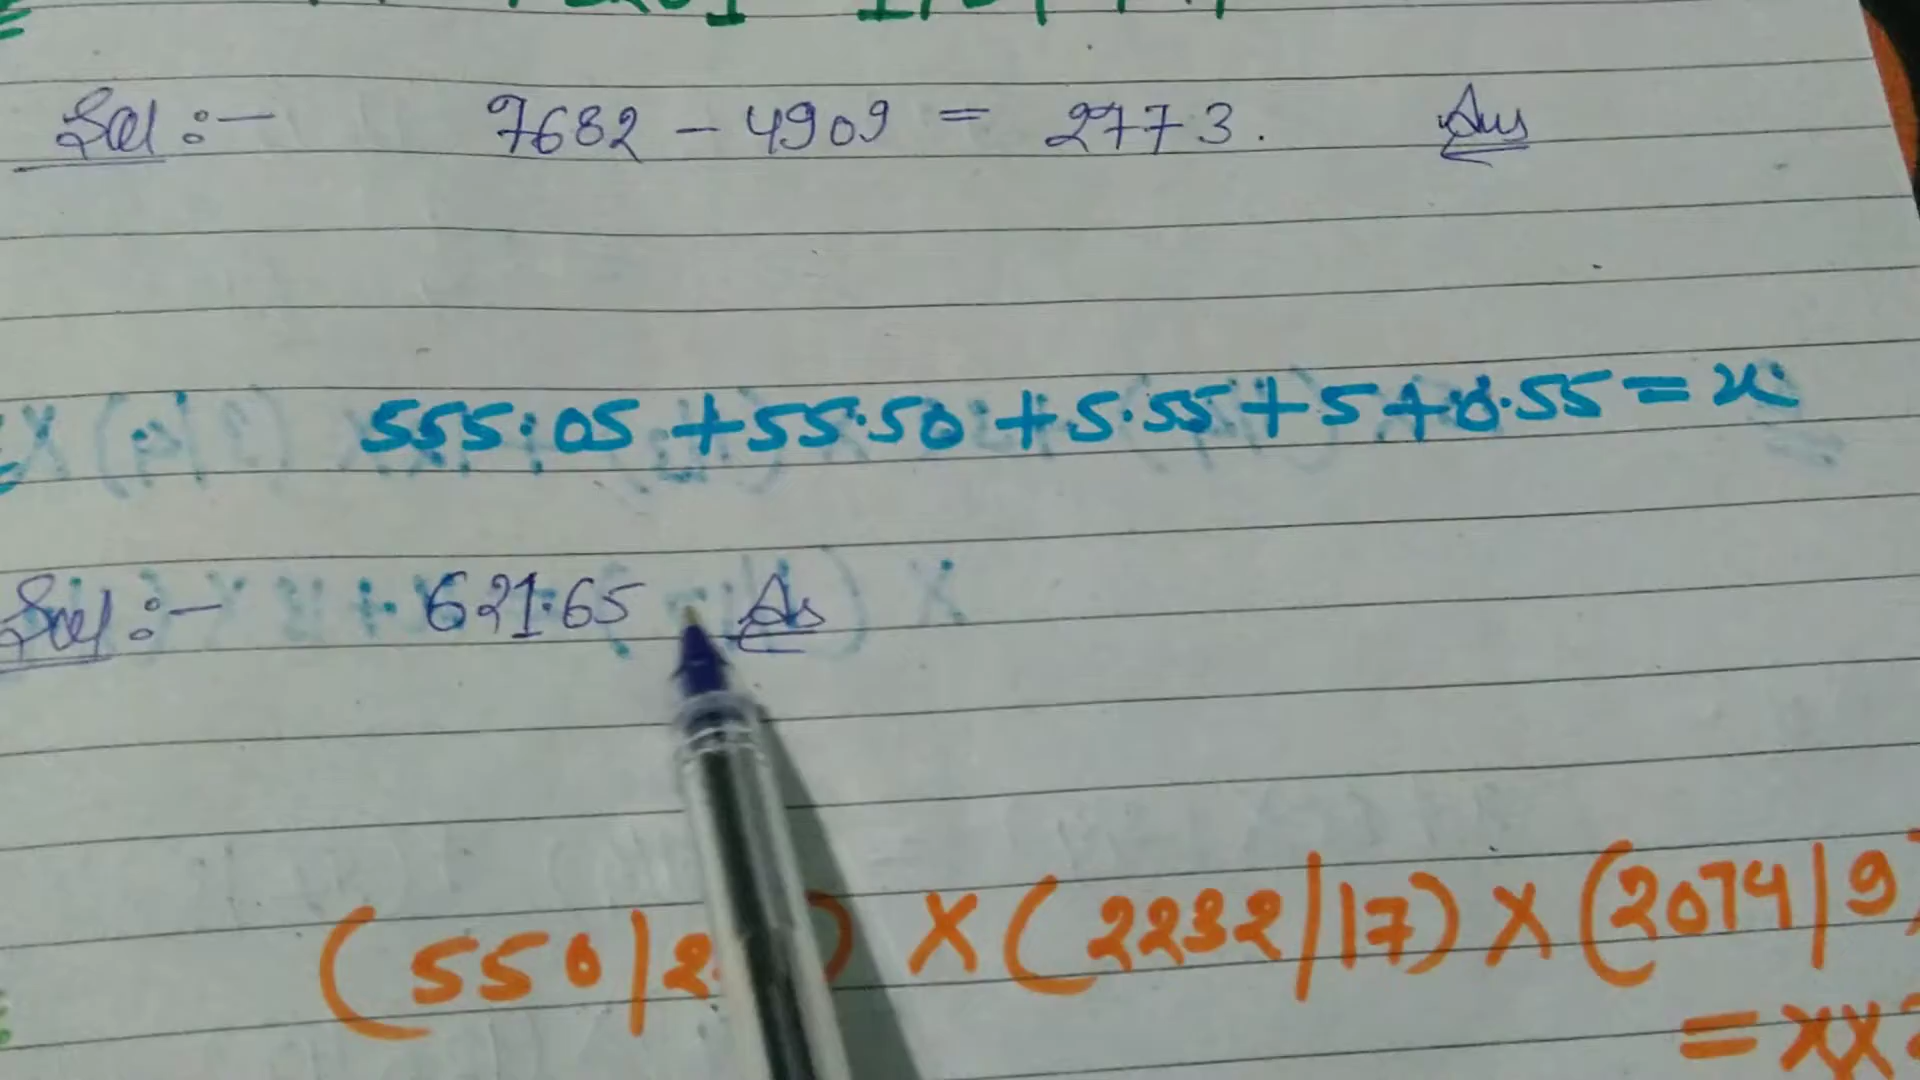 Sol :- 7682 - 4909 = 2773. Ans
555.05 + 55.50 + 5.55 + 5 + 0.55 = x
Sol :- 621.65 As
(550/2 ) X (2232/17) X (2074/9
= xx